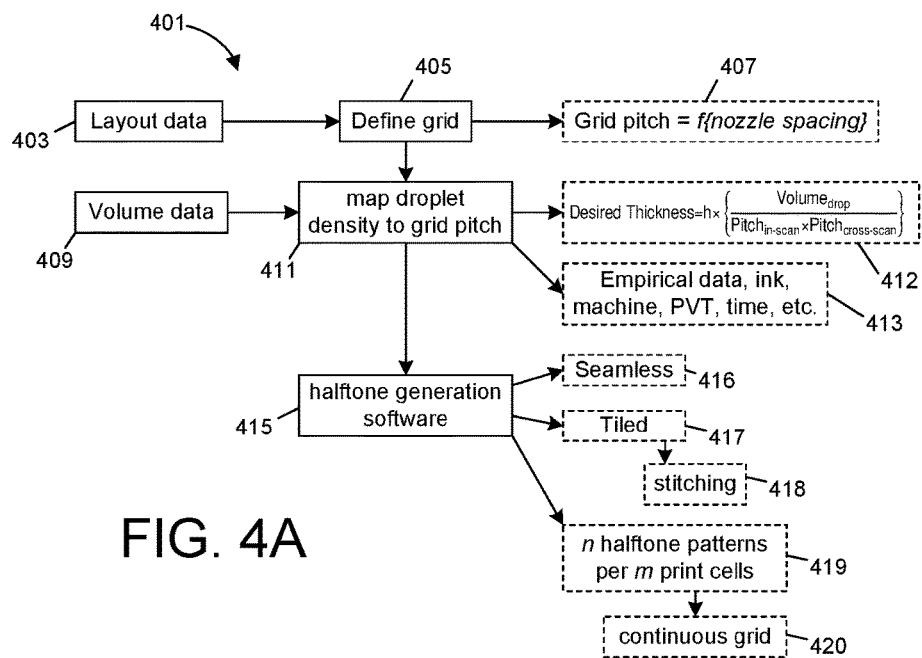 401
405
407
403
Layout data
Define grid
Grid pitch = f{nozzle spacing}
409
Volume data
411
map droplet
density to grid pitch
Desired Thickness=h×{Volume_drop / Pitch_in-scan×Pitch_cross-scan}
412
Empirical data, ink,
machine, PVT, time, etc.
413
415
halftone generation
software
Seamless
416
Tiled
417
stitching
418
FIG. 4A
n halftone patterns
per m print cells
419
continuous grid
420